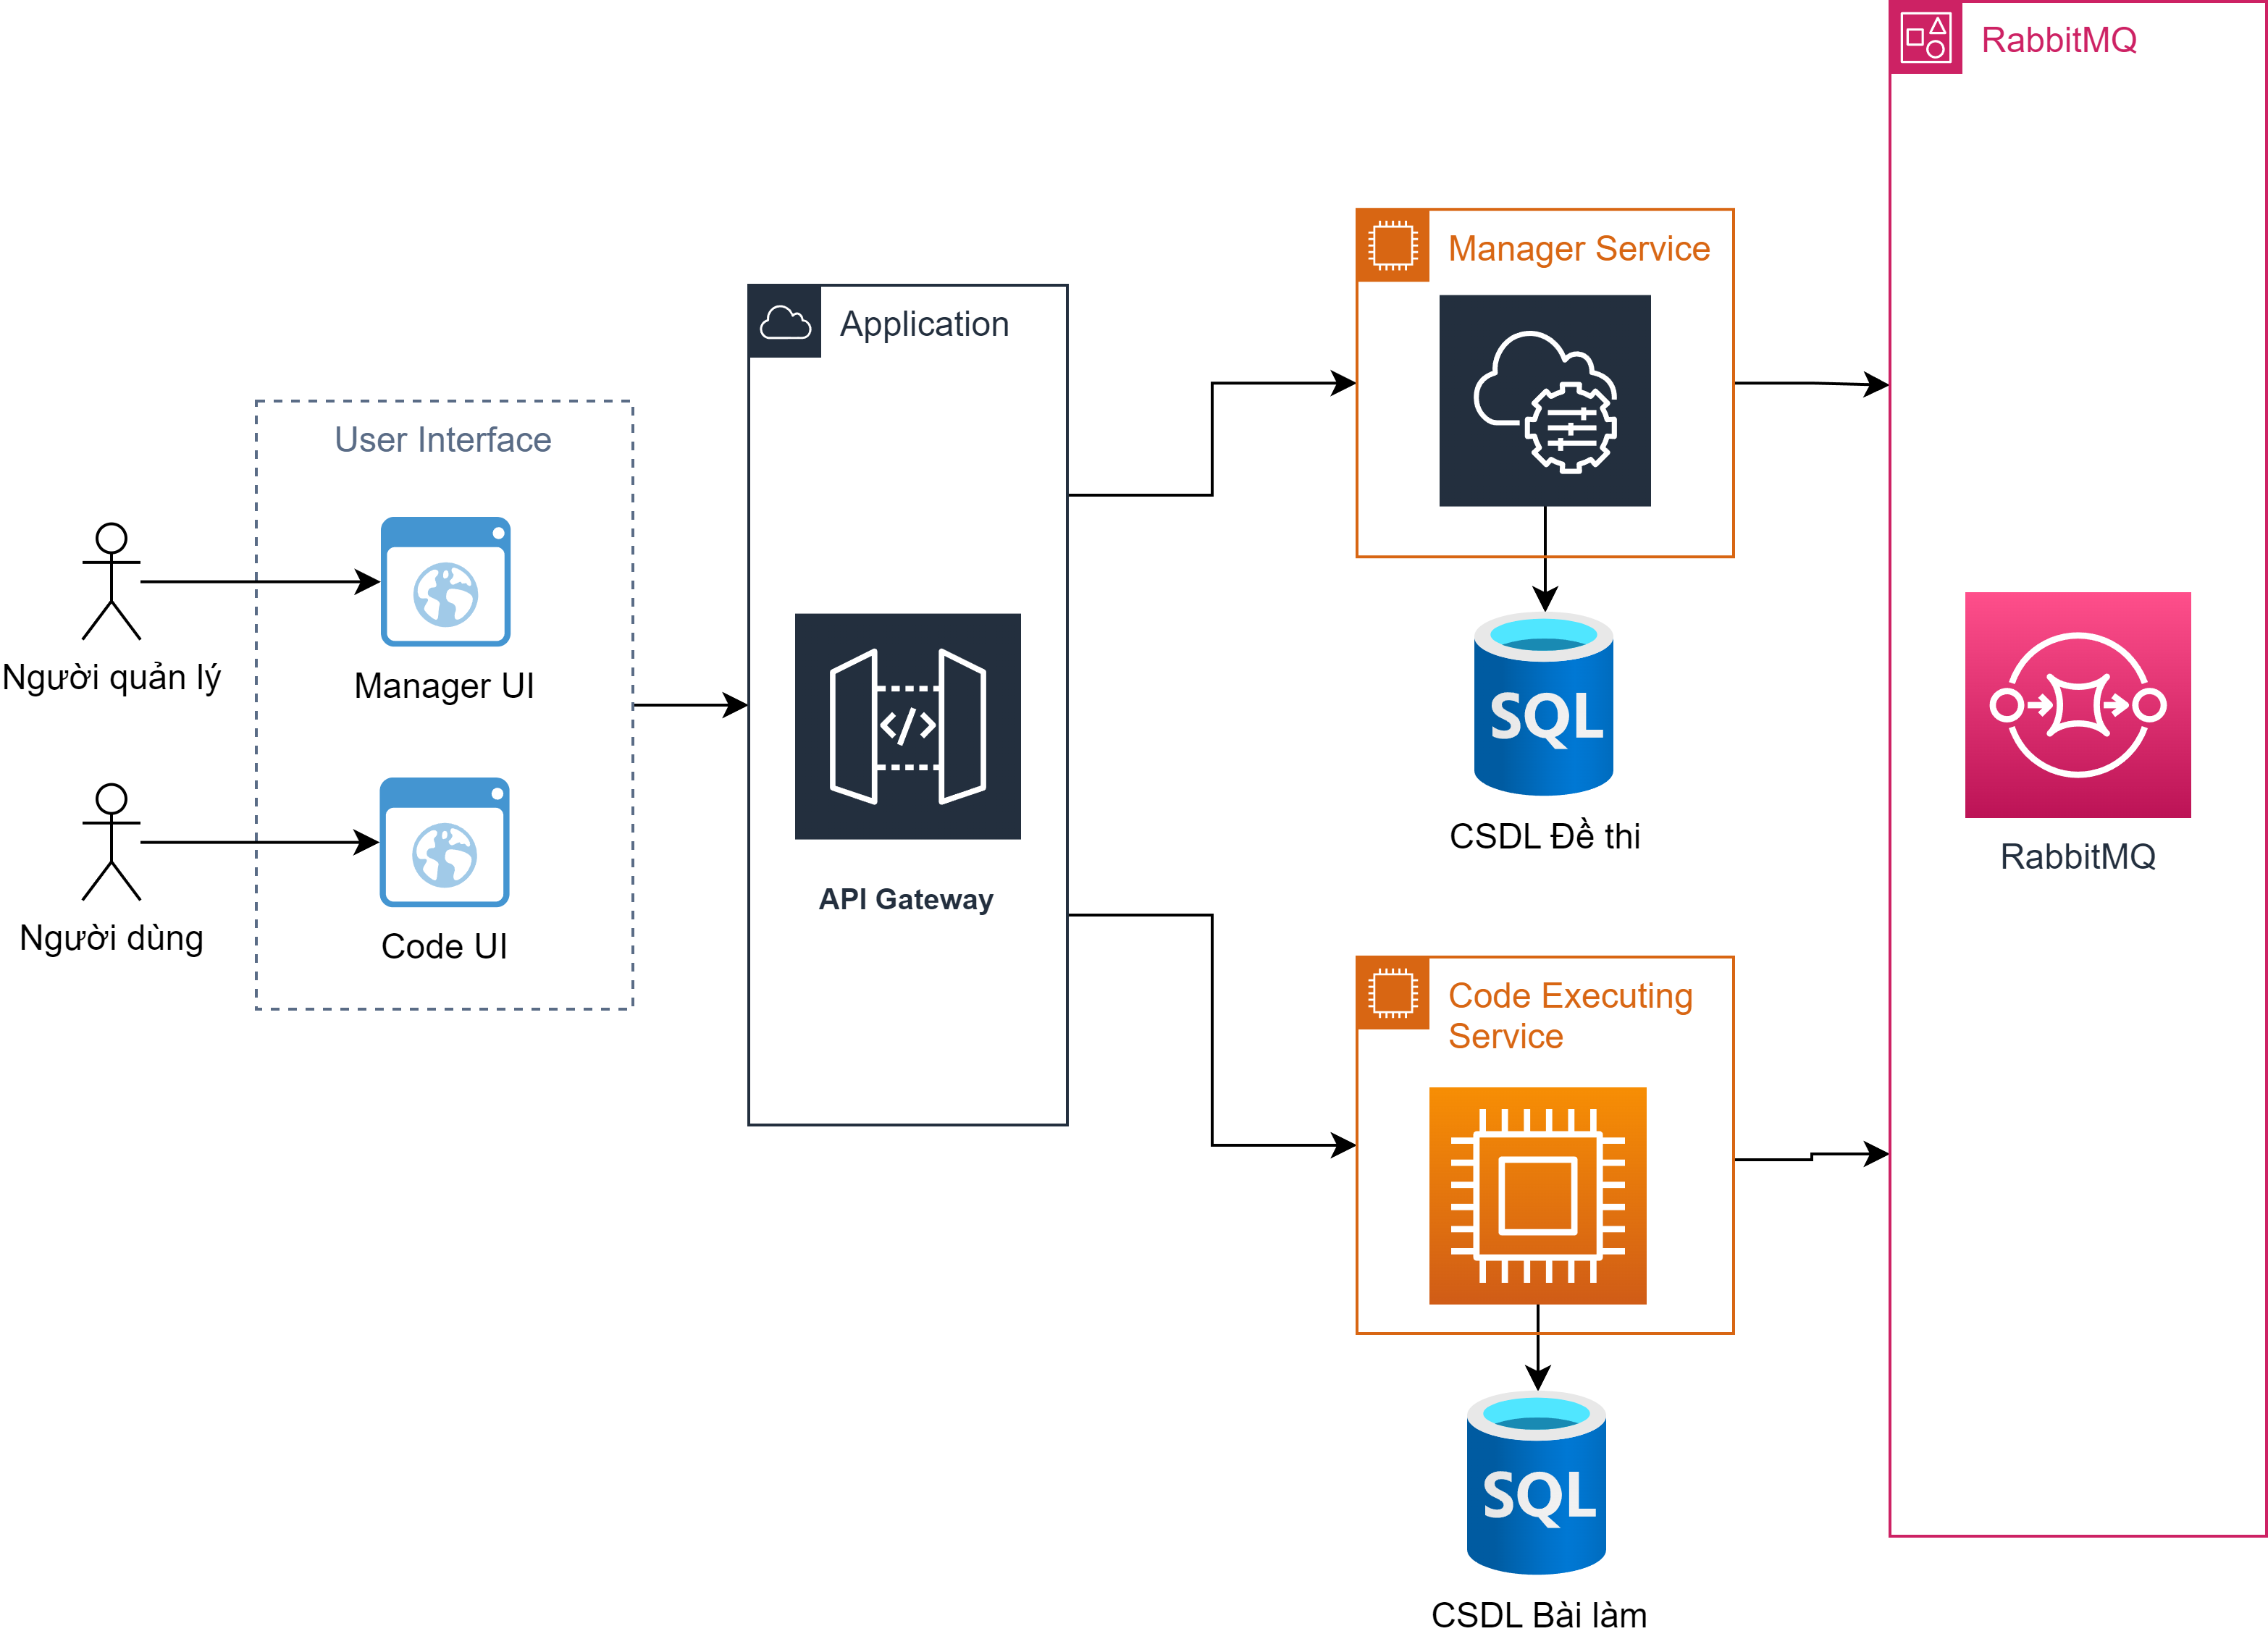 RabbitMQ
Manager Service
Application
User Interface
Người quản lý
Manager UI
SQL
CSDL Đề thi
RabbitMQ
API Gateway
Người dùng
Code UI
Code Executing
Service
SQL
CSDL Bài làm